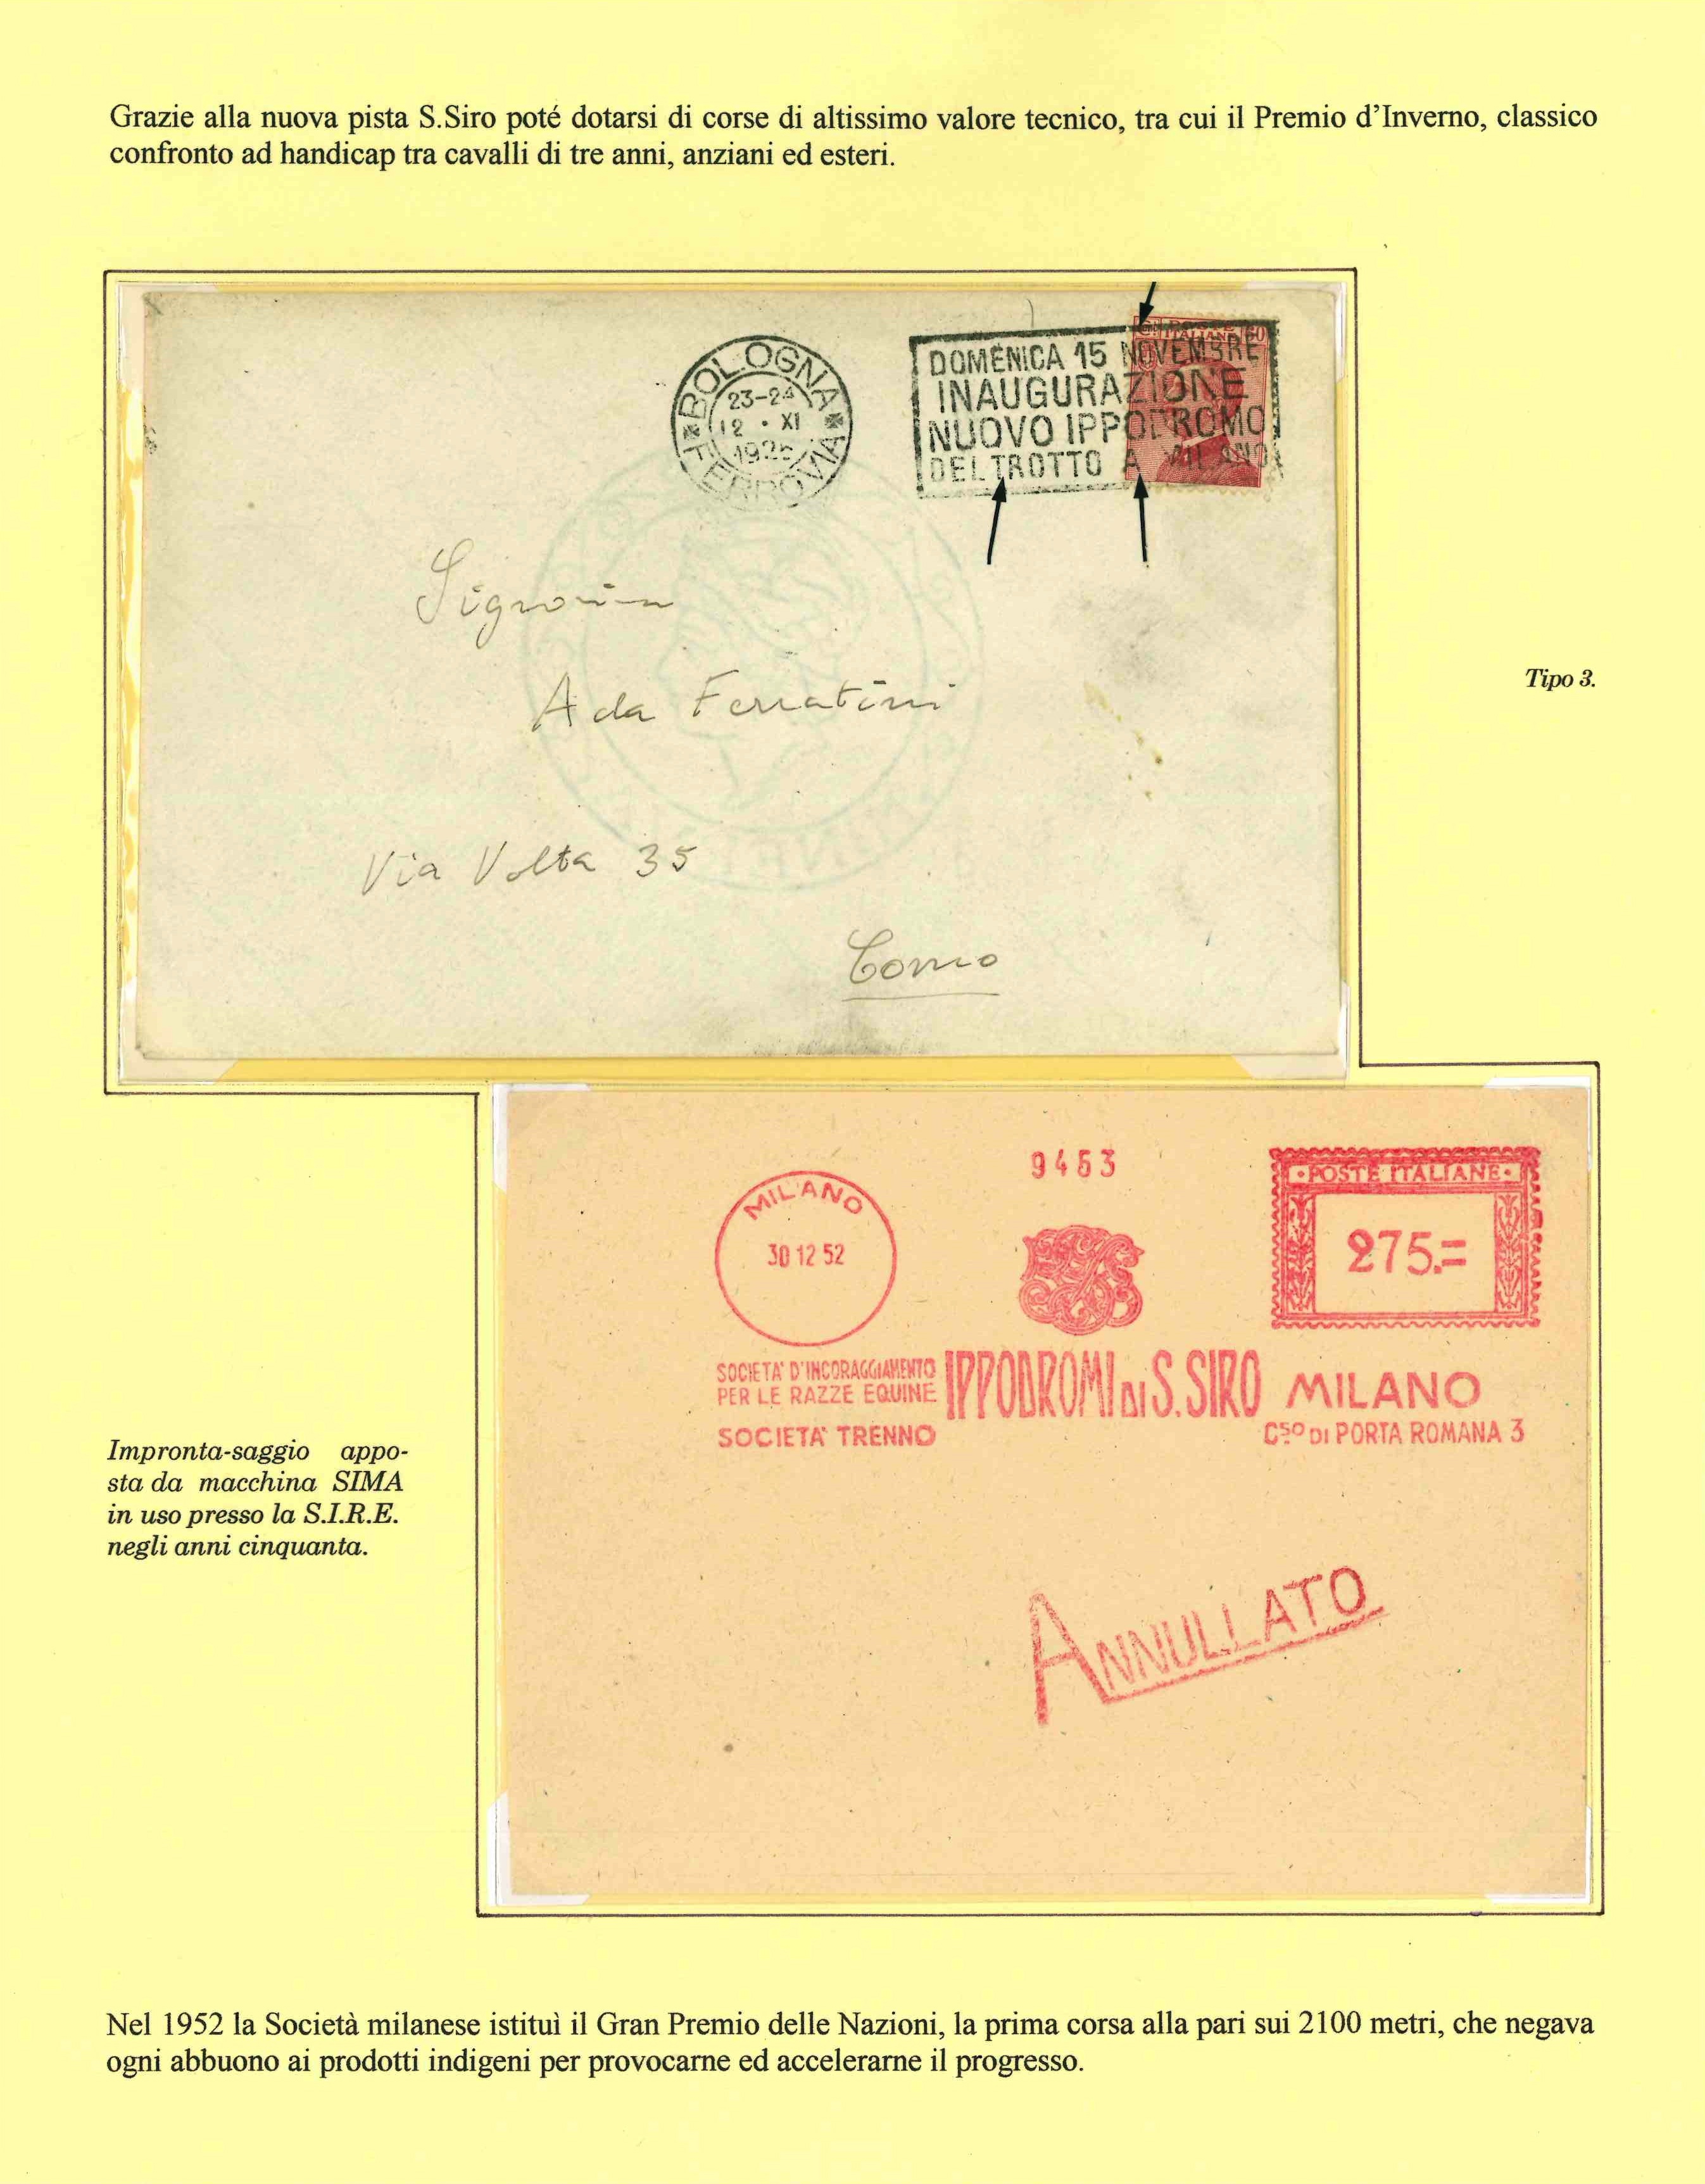 Grazie alla nuova pista S.Siro poté dotarsi di corse di altissimo valore tecnico, tra cui il Premio d'Inverno, classico
confronto ad handicap tra cavalli di tre anni, anziani ed esteri.
BOLOGNA
23-24
12 • XI
FERROVIA
POSTE
ITALIANE
DOMENICA 15 NOVEMBRE
INAUGURAZIONE
NUOVO IPPODROMO
DEL TROTTO A MILANO
Signorina
Ada Ferratini
Via Volta 35
Como
Tipo 3.
9453
MILANO
30 12 52
• POSTE ITALIANE •
275.=
SOCIETA' D'INCORAGGIAMENTO
PER LE RAZZE EQUINE
SOCIETA' TRENNO
IPPODROMI DI S. SIRO
MILANO
Cso DI PORTA ROMANA 3
ANNULLATO
Impronta-saggio appo-
sta da macchina SIMA
in uso presso la S.I.R.E.
negli anni cinquanta.
Nel 1952 la Società milanese istituì il Gran Premio delle Nazioni, la prima corsa alla pari sui 2100 metri, che negava
ogni abbuono ai prodotti indigeni per provocarne ed accelerarne il progresso.